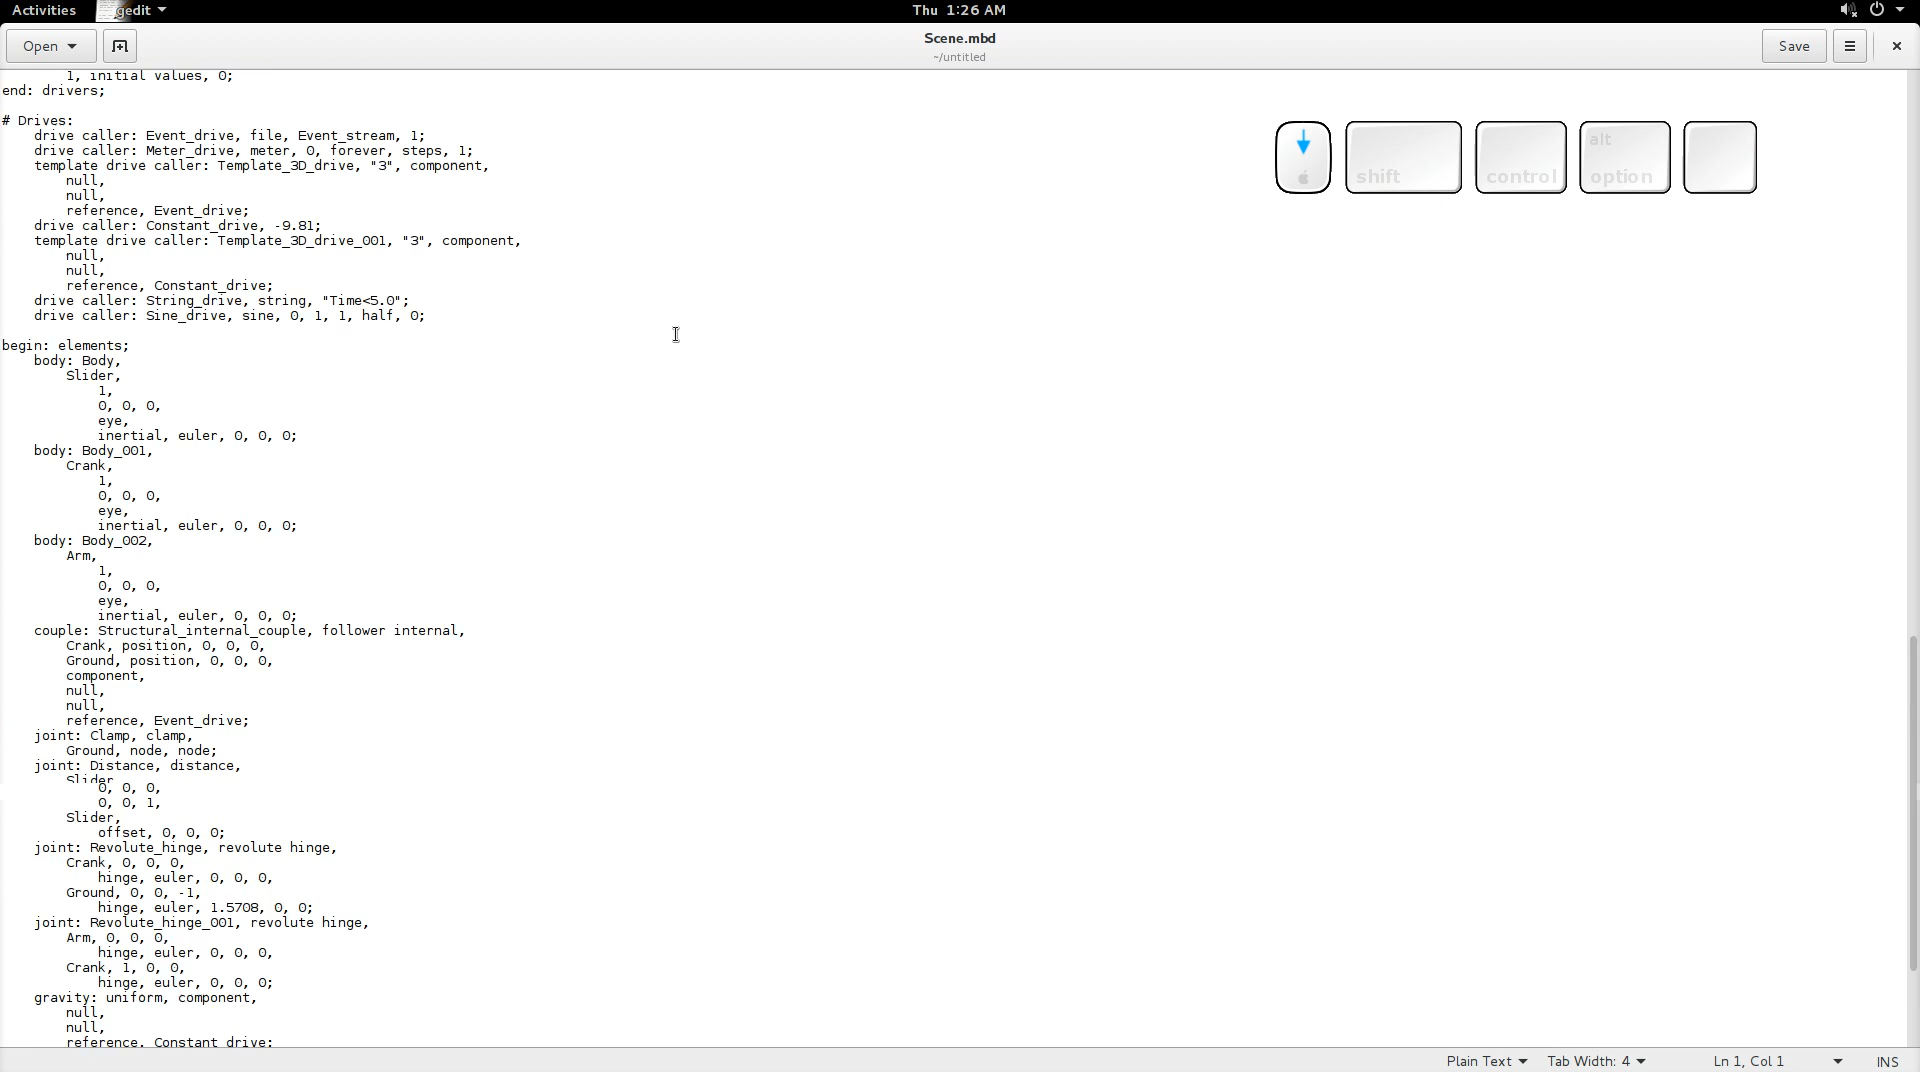 Activities
gedit
Thu 1:26 AM
Open
Scene.mbd
~/untitled
Save
1, initial values, 0;
end: drivers;
# Drives:
drive caller: Event_drive, file, Event_stream, 1;
drive caller: Meter_drive, meter, 0, forever, steps, 1;
template drive caller: Template_3D_drive, "3", component,
null,
null,
reference, Event_drive;
drive caller: Constant_drive, -9.81;
template drive caller: Template_3D_drive_001, "3", component,
null,
null,
reference, Constant_drive;
drive caller: String_drive, string, "Time<5.0";
drive caller: Sine_drive, sine, 0, 1, 1, half, 0;
begin: elements;
body: Body,
Slider,
1,
0, 0, 0,
eye,
inertial, euler, 0, 0, 0;
body: Body_001,
Crank,
1,
0, 0, 0,
eye,
inertial, euler, 0, 0, 0;
body: Body_002,
Arm,
1,
0, 0, 0,
eye,
inertial, euler, 0, 0, 0;
couple: Structural_internal_couple, follower internal,
Crank, position, 0, 0, 0,
Ground, position, 0, 0, 0,
component,
null,
null,
reference, Event_drive;
joint: Clamp, clamp,
Ground, node, node;
joint: Distance, distance,
Slider
0, 0, 0,
0, 0, 1,
Slider,
offset, 0, 0, 0;
joint: Revolute_hinge, revolute hinge,
Crank, 0, 0, 0,
hinge, euler, 0, 0, 0,
Ground, 0, 0, -1,
hinge, euler, 1.5708, 0, 0;
joint: Revolute_hinge_001, revolute hinge,
Arm, 0, 0, 0,
hinge, euler, 0, 0, 0,
Crank, 1, 0, 0,
hinge, euler, 0, 0, 0;
gravity: uniform, component,
null,
null,
reference, Constant_drive;
shift
control
alt
option
Plain Text
Tab Width: 4
Ln 1, Col 1
INS